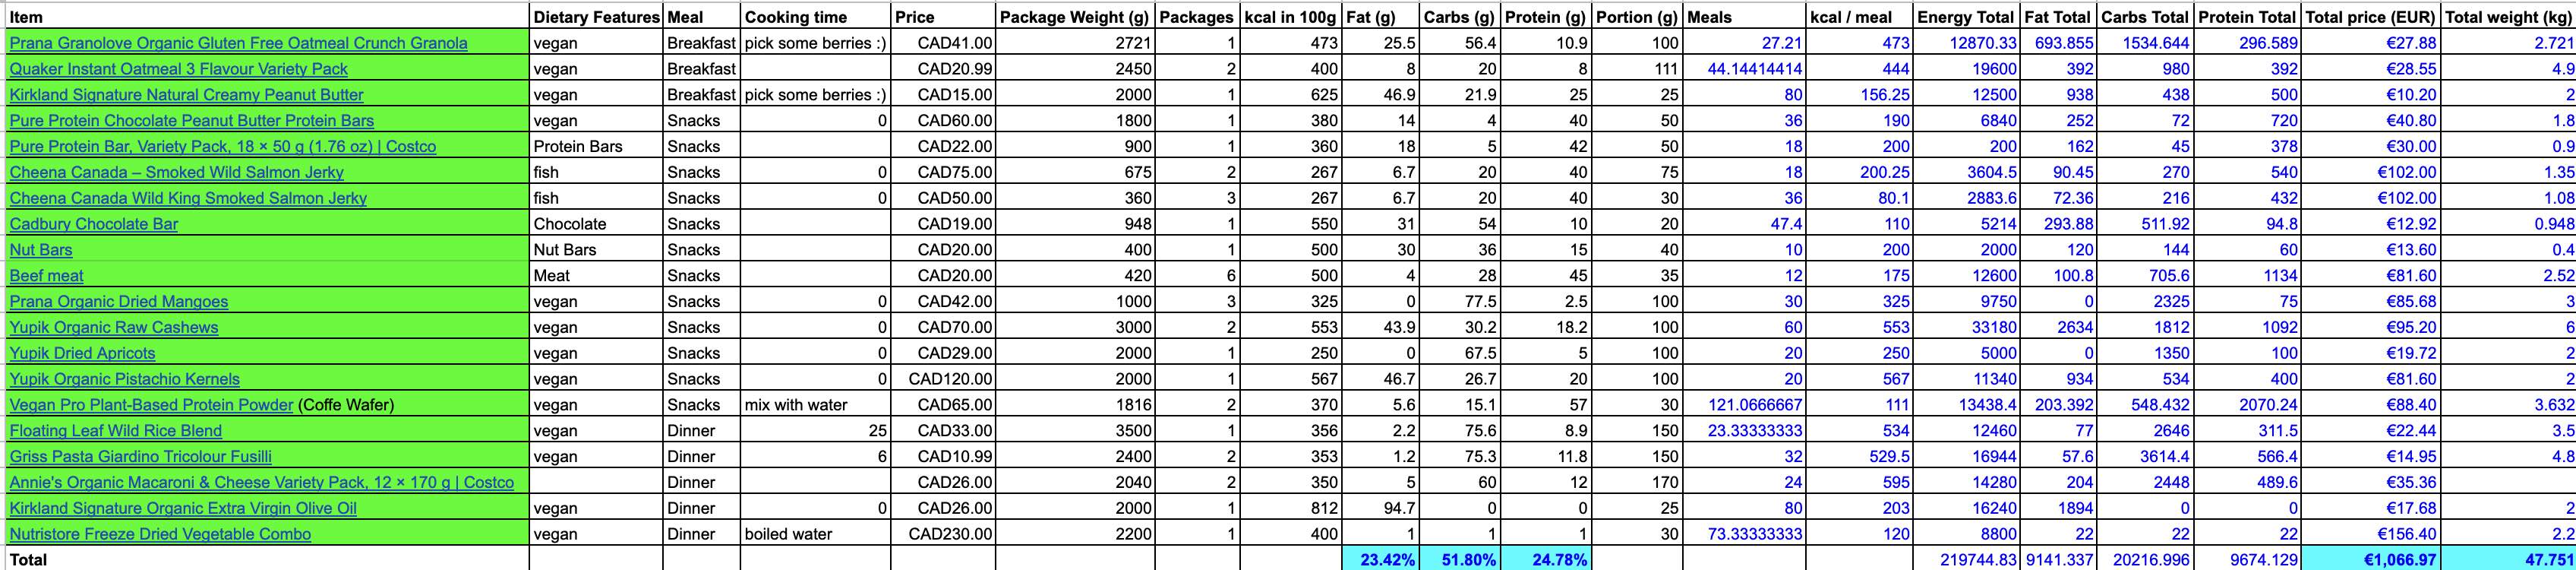 Item Dietary Features Meal Cooking time Price Package Weight (g) Packages kcal in 100g Fat (g) Carbs (g) Protein (g) Portion (g) Meals kcal / meal Energy Total Fat Total Carbs Total Protein Total Total price (EUR) Total weight (kg)
Prana Granolove Organic Gluten Free Oatmeal Crunch Granola vegan Breakfast pick some berries :) CAD41.00 2721 1 473 25.5 56.4 10.9 100 27.21 473 12870.33 693.855 1534.644 296.589 €27.88 2.721
Quaker Instant Oatmeal 3 Flavour Variety Pack vegan Breakfast CAD20.99 2450 2 400 8 20 8 111 44.14414414 444 19600 392 980 392 €28.55 4.9
Kirkland Signature Natural Creamy Peanut Butter vegan Breakfast pick some berries :) CAD15.00 2000 1 625 46.9 21.9 25 25 80 156.25 12500 938 438 500 €10.20 2
Pure Protein Chocolate Peanut Butter Protein Bars vegan Snacks 0 CAD60.00 1800 1 380 14 4 40 50 36 190 6840 252 72 720 €40.80 1.8
Pure Protein Bar, Variety Pack, 18 × 50 g (1.76 oz) | Costco Protein Bars Snacks CAD22.00 900 1 360 18 5 42 50 18 200 200 162 45 378 €30.00 0.9
Cheena Canada – Smoked Wild Salmon Jerky fish Snacks 0 CAD75.00 675 2 267 6.7 20 40 75 18 200.25 3604.5 90.45 270 540 €102.00 1.35
Cheena Canada Wild King Smoked Salmon Jerky fish Snacks 0 CAD50.00 360 3 267 6.7 20 40 30 36 80.1 2883.6 72.36 216 432 €102.00 1.08
Cadbury Chocolate Bar Chocolate Snacks CAD19.00 948 1 550 31 54 10 20 47.4 110 5214 293.88 511.92 94.8 €12.92 0.948
Nut Bars Nut Bars Snacks CAD20.00 400 1 500 30 36 15 40 10 200 2000 120 144 60 €13.60 0.4
Beef meat Meat Snacks CAD20.00 420 6 500 4 28 45 35 12 175 12600 100.8 705.6 1134 €81.60 2.52
Prana Organic Dried Mangoes vegan Snacks 0 CAD42.00 1000 3 325 0 77.5 2.5 100 30 325 9750 0 2325 75 €85.68 3
Yupik Organic Raw Cashews vegan Snacks 0 CAD70.00 3000 2 553 43.9 30.2 18.2 100 60 553 33180 2634 1812 1092 €95.20 6
Yupik Dried Apricots vegan Snacks 0 CAD29.00 2000 1 250 0 67.5 5 100 20 250 5000 0 1350 100 €19.72 2
Yupik Organic Pistachio Kernels vegan Snacks 0 CAD120.00 2000 1 567 46.7 26.7 20 100 20 567 11340 934 534 400 €81.60 2
Vegan Pro Plant-Based Protein Powder (Coffe Wafer) vegan Snacks mix with water CAD65.00 1816 2 370 5.6 15.1 57 30 121.0666667 111 13438.4 203.392 548.432 2070.24 €88.40 3.632
Floating Leaf Wild Rice Blend vegan Dinner 25 CAD33.00 3500 1 356 2.2 75.6 8.9 150 23.33333333 534 12460 77 2646 311.5 €22.44 3.5
Griss Pasta Giardino Tricolour Fusilli vegan Dinner 6 CAD10.99 2400 2 353 1.2 75.3 11.8 150 32 529.5 16944 57.6 3614.4 566.4 €14.95 4.8
Annie's Organic Macaroni & Cheese Variety Pack, 12 × 170 g | Costco Dinner CAD26.00 2040 2 350 5 60 12 170 24 595 14280 204 2448 489.6 €35.36
Kirkland Signature Organic Extra Virgin Olive Oil vegan Dinner 0 CAD26.00 2000 1 812 94.7 0 0 25 80 203 16240 1894 0 0 €17.68 2
Nutristore Freeze Dried Vegetable Combo vegan Dinner boiled water CAD230.00 2200 1 400 1 1 1 30 73.33333333 120 8800 22 22 22 €156.40 2.2
Total 23.42% 51.80% 24.78% 219744.83 9141.337 20216.996 9674.129 €1,066.97 47.751